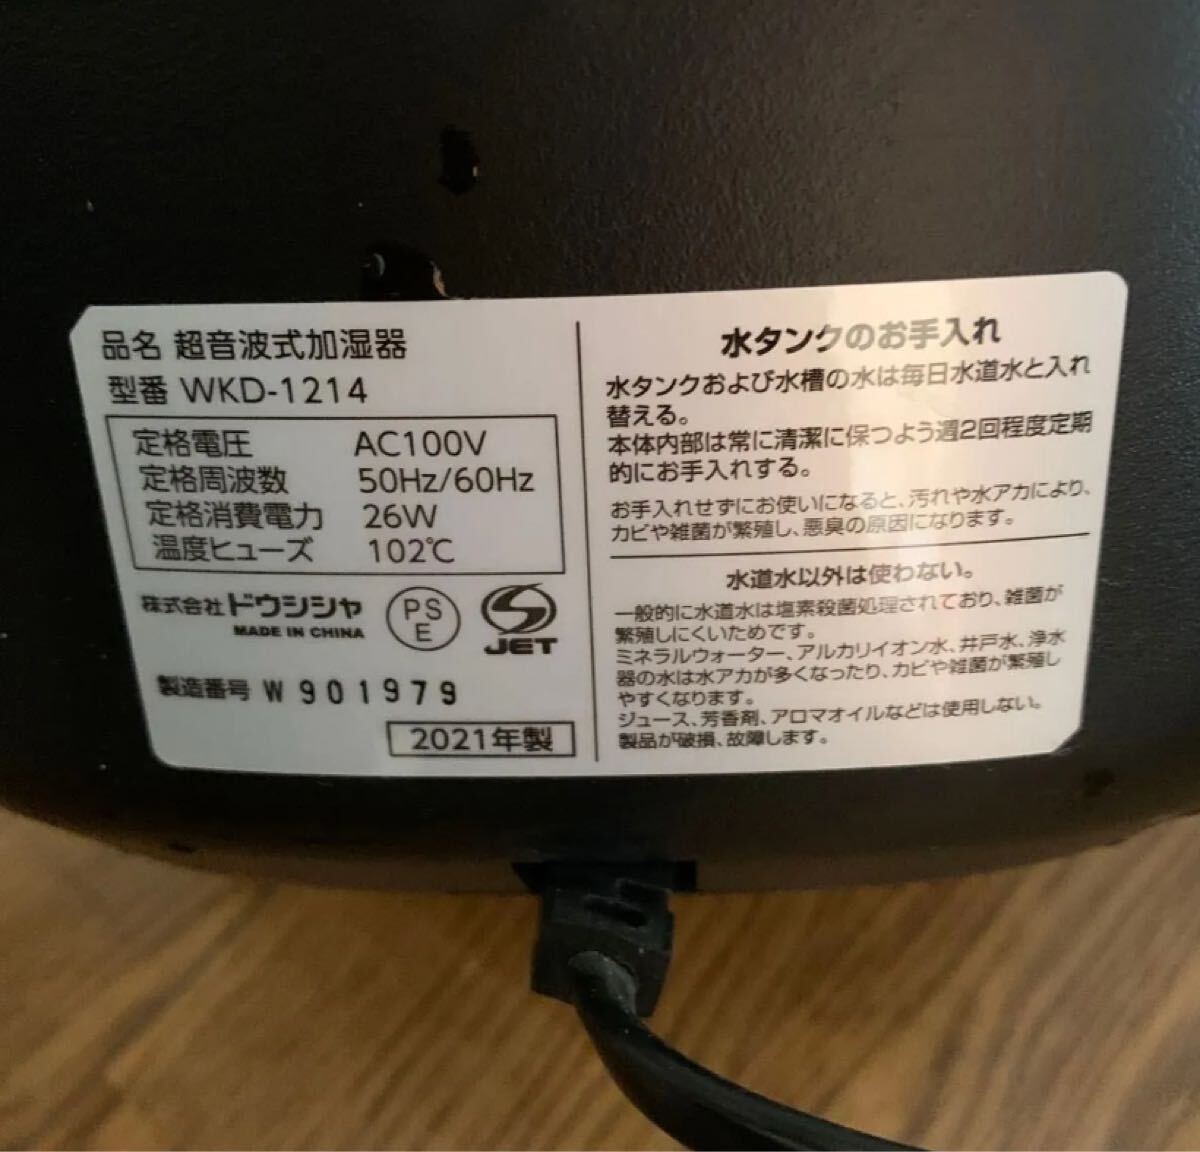 品名 超音波式加湿器
型番 WKD-1214
定格電圧 AC100V
定格周波数 50Hz/60Hz
定格消費電力 26W
温度ヒューズ 102℃
株式会社 ドウシシャ
MADE IN CHINA
PS
E
JET
製造番号 W 901979
2021年製
水タンクのお手入れ
水タンクおよび水槽の水は毎日水道水と入れ
替える。
本体内部は常に清潔に保つよう週2回程度定期
的にお手入れする。
お手入れせずにお使いになると、汚れや水アカにより、
カビや雑菌が繁殖し、悪臭の原因になります。
水道水以外は使わない。
一般的に水道水は塩素殺菌処理されており、雑菌が
繁殖しにくいためです。
ミネラルウォーター、アルカリイオン水、井戸水、浄水
器の水は水アカが多くなったり、カビや雑菌が繁殖し
やすくなります。
ジュース、芳香剤、アロマオイルなどは使用しない。
製品が破損、故障します。